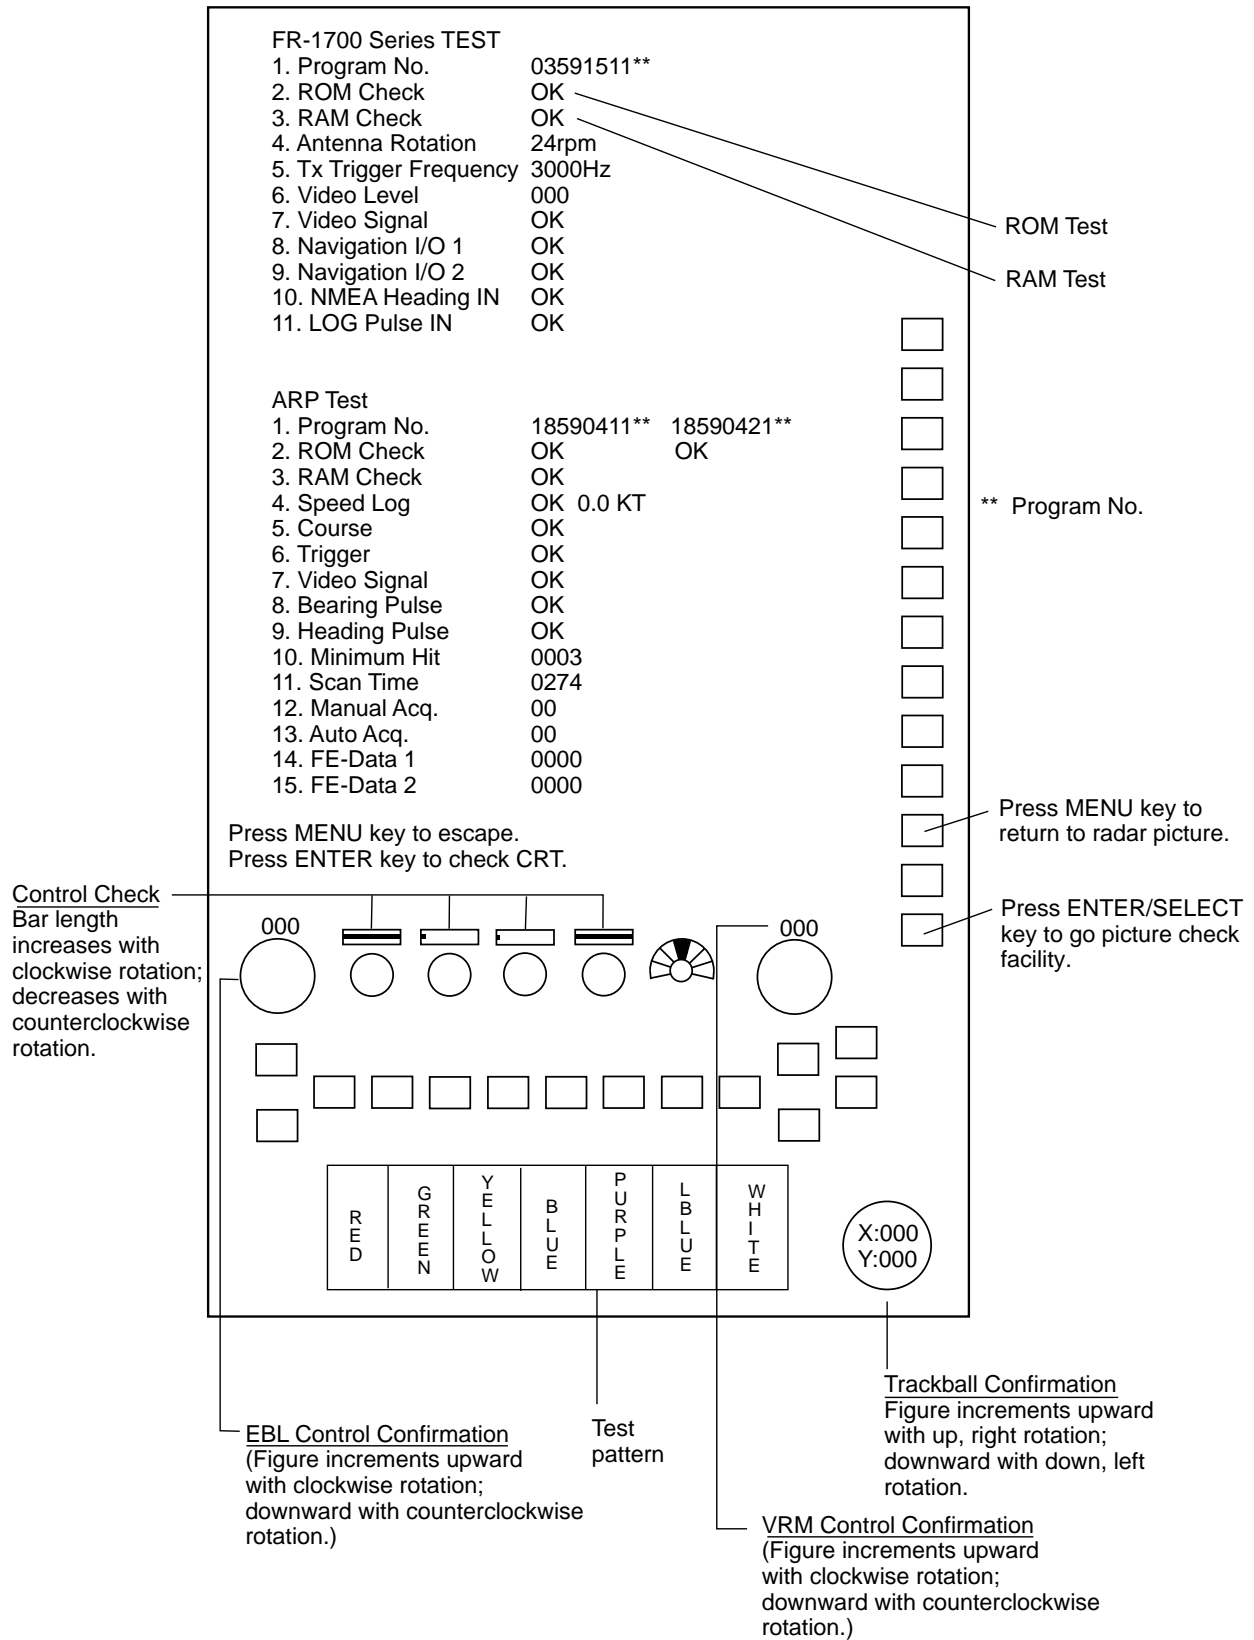 FR-1700 Series TEST
1. Program No. 03591511**
2. ROM Check OK
3. RAM Check OK
4. Antenna Rotation 24rpm
5. Tx Trigger Frequency 3000Hz
6. Video Level 000
7. Video Signal OK
8. Navigation I/O 1 OK
9. Navigation I/O 2 OK
10. NMEA Heading IN OK
11. LOG Pulse IN OK
ROM Test
RAM Test
ARP Test
1. Program No. 18590411** 18590421**
2. ROM Check OK OK
3. RAM Check OK
4. Speed Log OK 0.0 KT
5. Course OK
6. Trigger OK
7. Video Signal OK
8. Bearing Pulse OK
9. Heading Pulse OK
10. Minimum Hit 0003
11. Scan Time 0274
12. Manual Acq. 00
13. Auto Acq. 00
14. FE-Data 1 0000
15. FE-Data 2 0000
** Program No.
Press MENU key to escape.
Press ENTER key to check CRT.
Press MENU key to
return to radar picture.
Press ENTER/SELECT
key to go picture check
facility.
Control Check
Bar length
increases with
clockwise rotation;
decreases with
counterclockwise
rotation.
000
000
RED
GREEN
YELLOW
BLUE
PURPLE
LBLUE
WHITE
X:000
Y:000
EBL Control Confirmation
(Figure increments upward
with clockwise rotation;
downward with counterclockwise
rotation.)
Test
pattern
Trackball Confirmation
Figure increments upward
with up, right rotation;
downward with down, left
rotation.
VRM Control Confirmation
(Figure increments upward
with clockwise rotation;
downward with counterclockwise
rotation.)